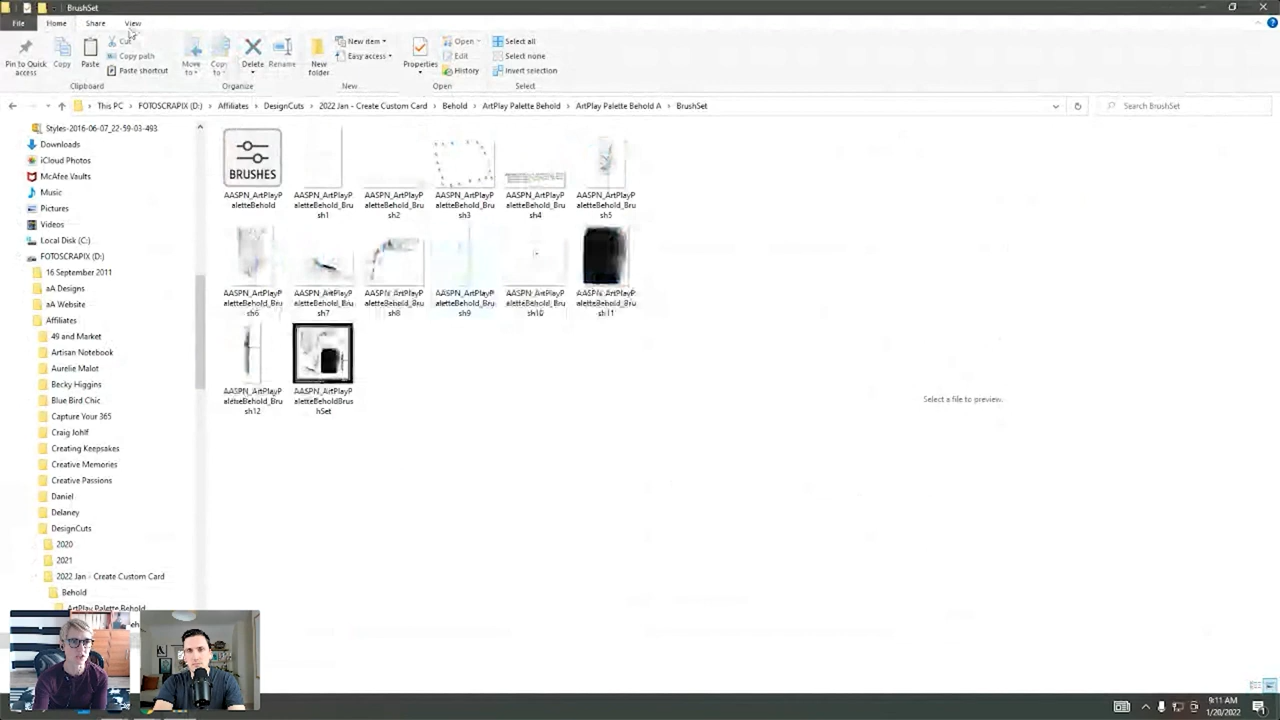 BrushSet
File Home Share View
Pin to Quick access
Copy
Paste
Cut
Copy path
Paste shortcut
Clipboard
Move to
Copy to
Delete
Rename
Organize
New folder
New item
Easy access
New
Properties
Open
Edit
History
Open
Select all
Select none
Invert selection
Select
This PC > FOTOSCRAPIX (D:) > Affiliates > DesignCuts > 2022 Jan - Create Custom Card > Behold > ArtPlay Palette Behold > ArtPlay Palette Behold A > BrushSet
Search BrushSet
Styles-2016-06-07_22-59-03-493
Downloads
iCloud Photos
McAfee Vaults
Music
Pictures
Videos
Local Disk (C:)
FOTOSCRAPIX (D:)
16 September 2011
aA Designs
aA Website
Affiliates
49 and Market
Artisan Notebook
Aurelie Malot
Becky Higgins
Blue Bird Chic
Capture Your 365
Craig Johlf
Creating Keepsakes
Creative Memories
Creative Passions
Daniel
Delaney
DesignCuts
2020
2021
2022 Jan - Create Custom Card
Behold
ArtPlay Palette Behold
BRUSHES
AASPN_ArtPlayPaletteBehold
AASPN_ArtPlayPaletteBehold_Brush1
AASPN_ArtPlayPaletteBehold_Brush2
AASPN_ArtPlayPaletteBehold_Brush3
AASPN_ArtPlayPaletteBehold_Brush4
AASPN_ArtPlayPaletteBehold_Brush5
AASPN_ArtPlayPaletteBehold_Brush6
AASPN_ArtPlayPaletteBehold_Brush7
AASPN_ArtPlayPaletteBehold_Brush8
AASPN_ArtPlayPaletteBehold_Brush9
AASPN_ArtPlayPaletteBehold_Brush10
AASPN_ArtPlayPaletteBehold_Brush11
AASPN_ArtPlayPaletteBehold_Brush12
AASPN_ArtPlayPaletteBeholdBrushSet
Select a file to preview.
9:11 AM
1/20/2022